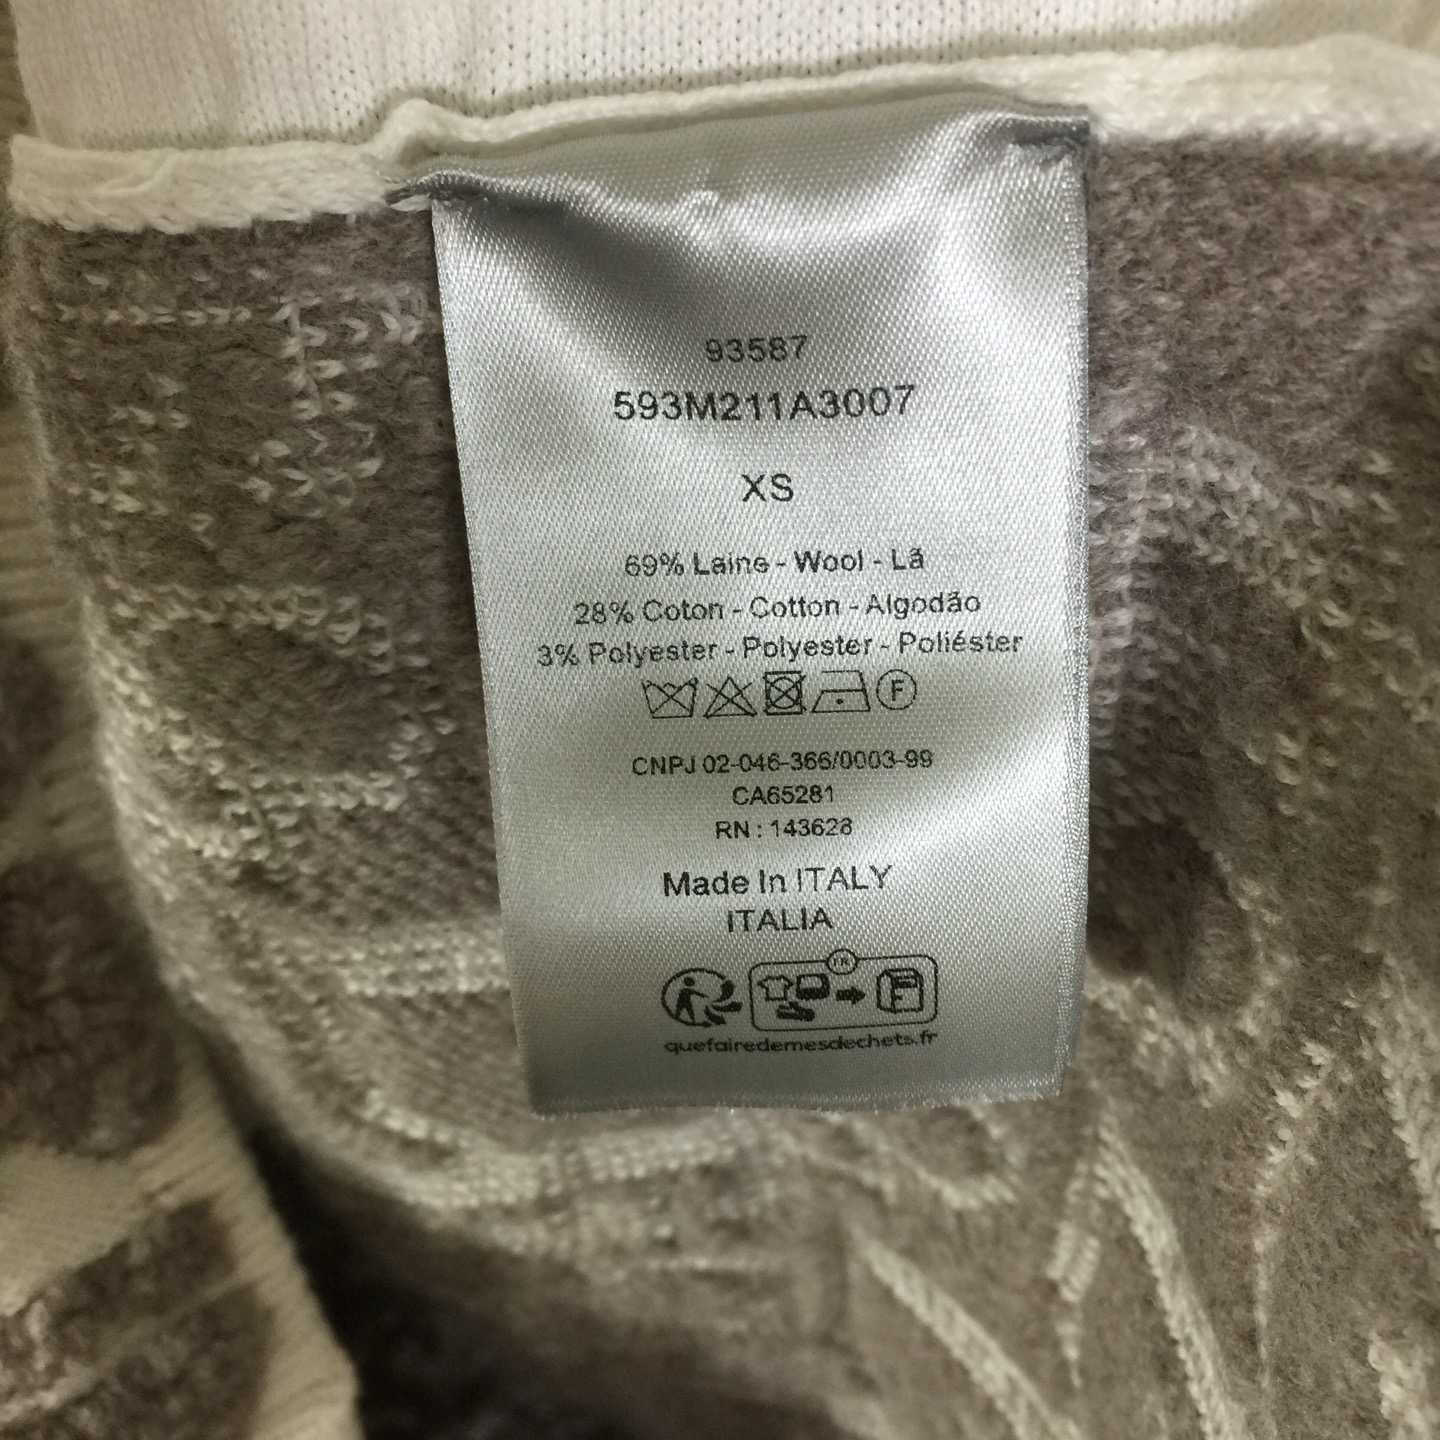 93587
593M211A3007
XS
69% Laine - Wool - Lã
28% Coton - Cotton - Algodão
3% Polyester - Polyester - Poliéster
F
CNPJ 02-046-366/0003-99
CA65281
RN : 143628
Made In ITALY
ITALIA
FR
quefairedemesdechets.fr